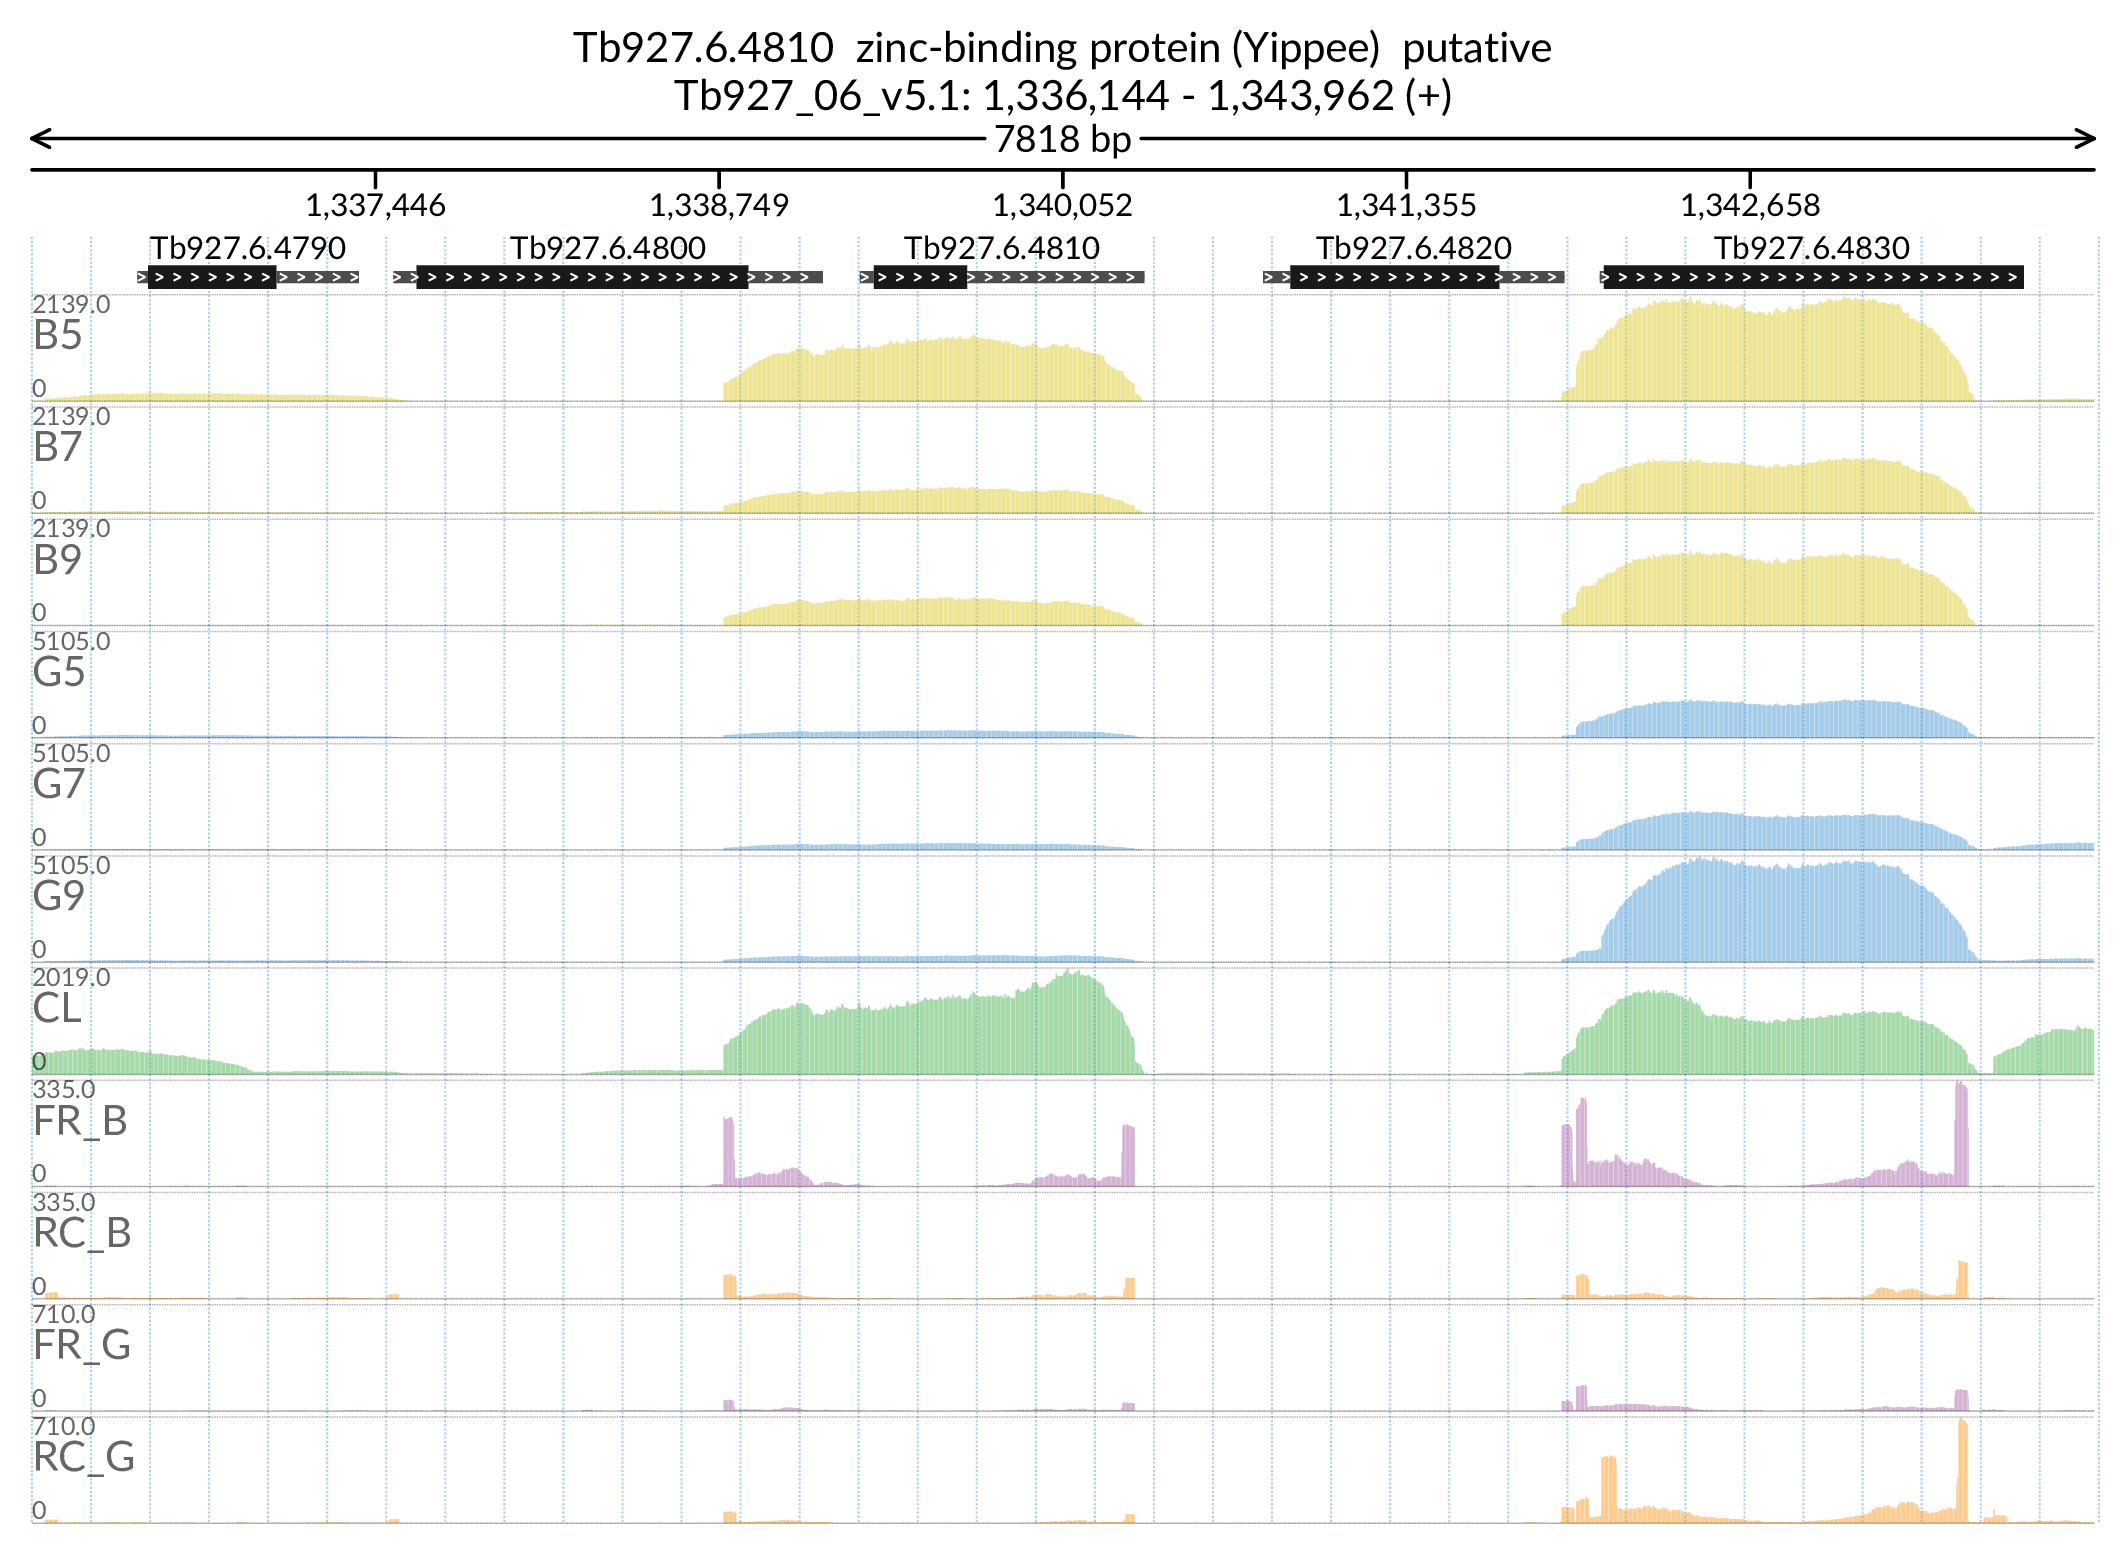 Tb927.6.4810  zinc-binding protein (Yippee)  putative
Tb927_06_v5.1: 1,336,144 - 1,343,962 (+)
7818 bp
1,337,446 1,338,749 1,340,052 1,341,355 1,342,658
Tb927.6.4790 Tb927.6.4800 Tb927.6.4810 Tb927.6.4820 Tb927.6.4830
2139.0
B5
0
2139.0
B7
0
2139.0
B9
0
5105.0
G5
0
5105.0
G7
0
5105.0
G9
0
2019.0
CL
0
335.0
FR_B
0
335.0
RC_B
0
710.0
FR_G
0
710.0
RC_G
0